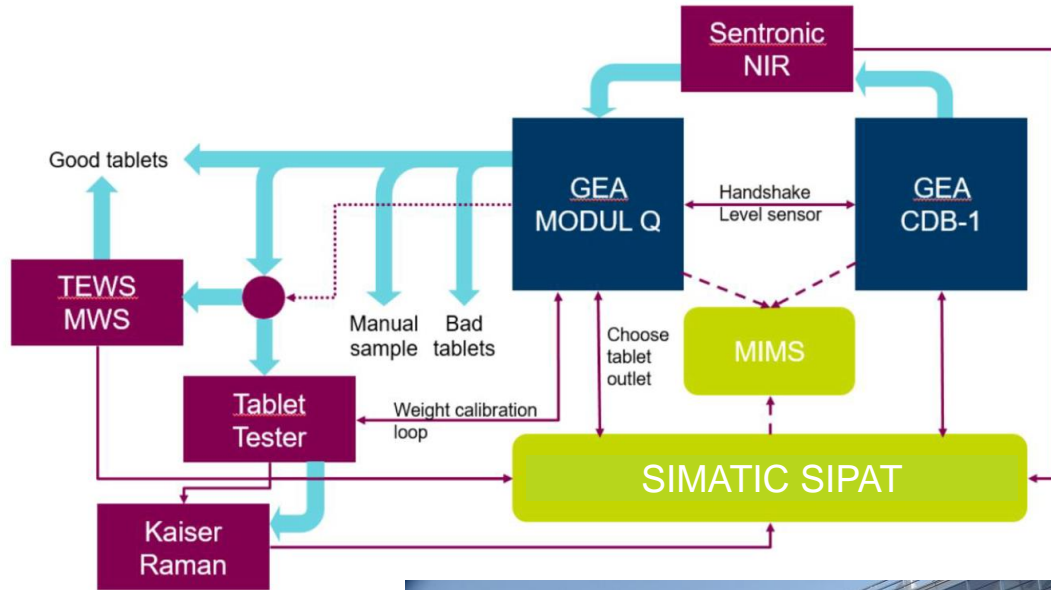 Sentronic
NIR
Good tablets
GEA
MODUL Q
Handshake
Level sensor
GEA
CDB-1
TEWS
MWS
Manual
sample
Bad
tablets
Choose
tablet
outlet
MIMS
Tablet
Tester
Weight calibration
loop
SIMATIC SIPAT
Kaiser
Raman